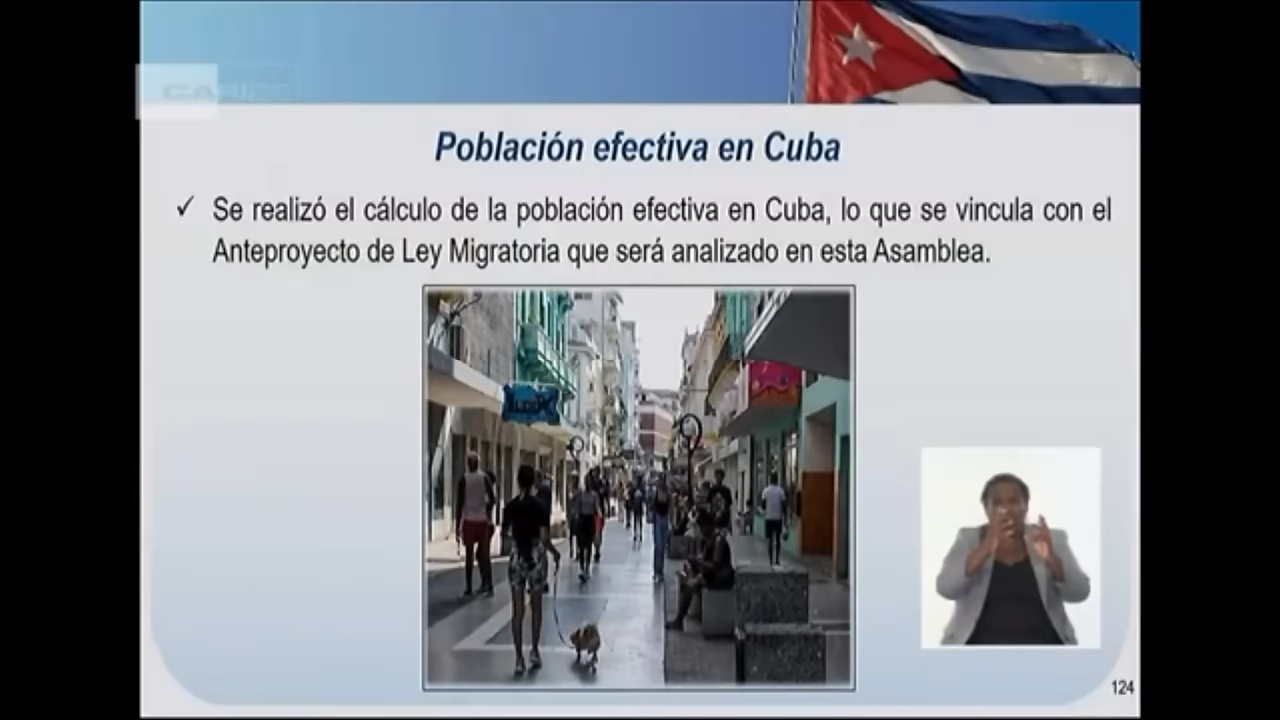 CARIBE
Población efectiva en Cuba
✓ Se realizó el cálculo de la población efectiva en Cuba, lo que se vincula con el
Anteproyecto de Ley Migratoria que será analizado en esta Asamblea.
124